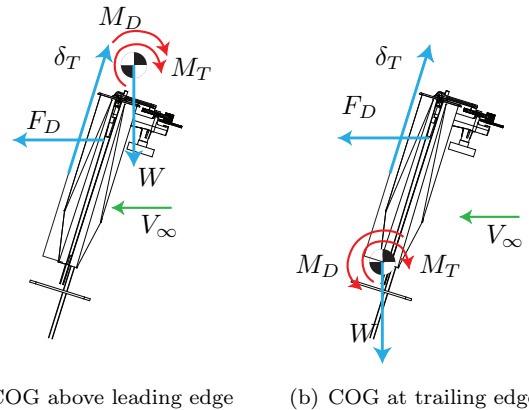 M_D
δ_T
M_T
F_D
W
V_∞
δ_T
F_D
V_∞
M_D
M_T
W
COG above leading edge
(b) COG at trailing edge